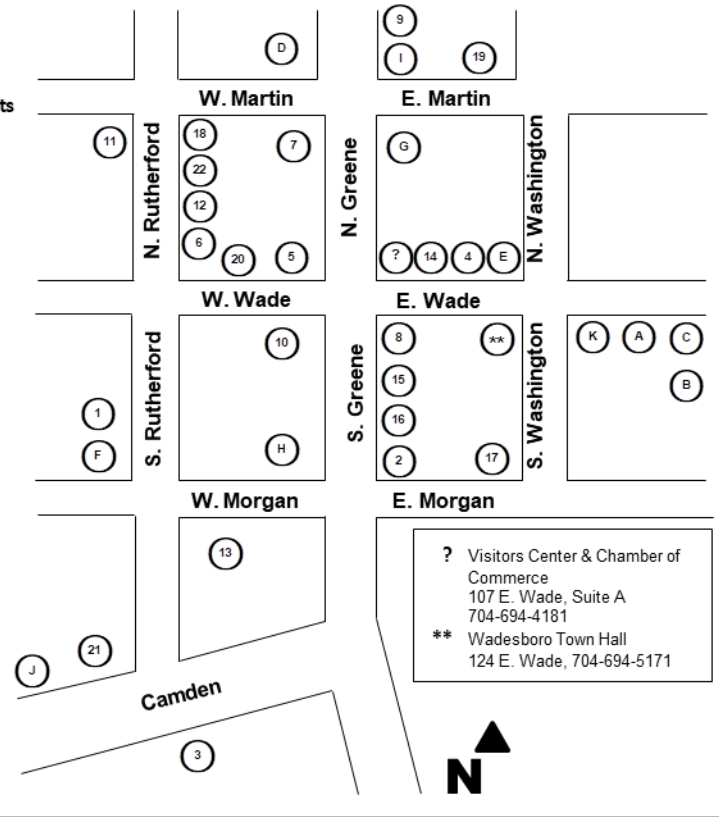 9
D
I
19
W. Martin
E. Martin
ts
11
18
7
G
22
12
6
20
5
?
14
4
E
N. Rutherford
N. Greene
N. Washington
W. Wade
E. Wade
10
8
**
K
A
C
15
B
1
16
F
H
2
17
S. Rutherford
S. Greene
S. Washington
W. Morgan
E. Morgan
13
21
J
Camden
3
? Visitors Center & Chamber of
Commerce
107 E. Wade, Suite A
704-694-4181
** Wadesboro Town Hall
124 E. Wade, 704-694-5171
N